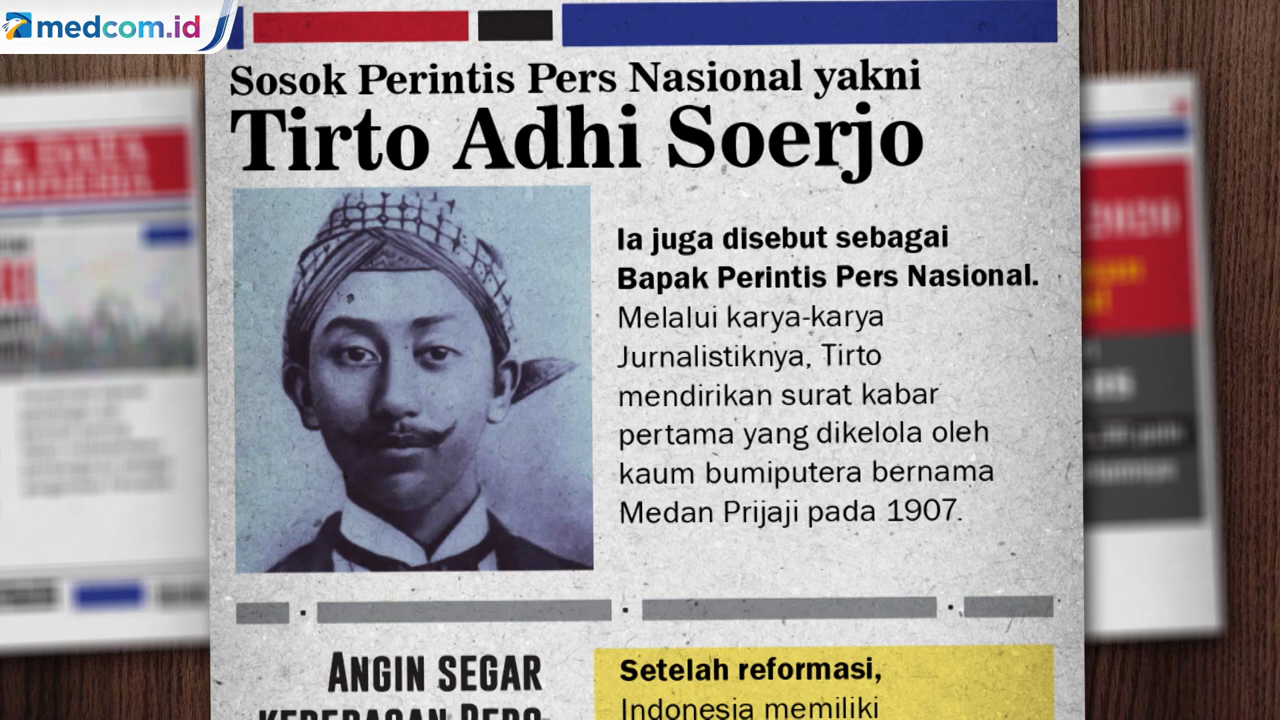 medcom.id
Sosok Perintis Pers Nasional yakni
Tirto Adhi Soerjo
Ia juga disebut sebagai
Bapak Perintis Pers Nasional.
Melalui karya-karya
Jurnalistiknya, Tirto
mendirikan surat kabar
pertama yang dikelola oleh
kaum bumiputera bernama
Medan Prijaji pada 1907.
ANGIN SEGAR
Setelah reformasi,
Indonesia memiliki
2020